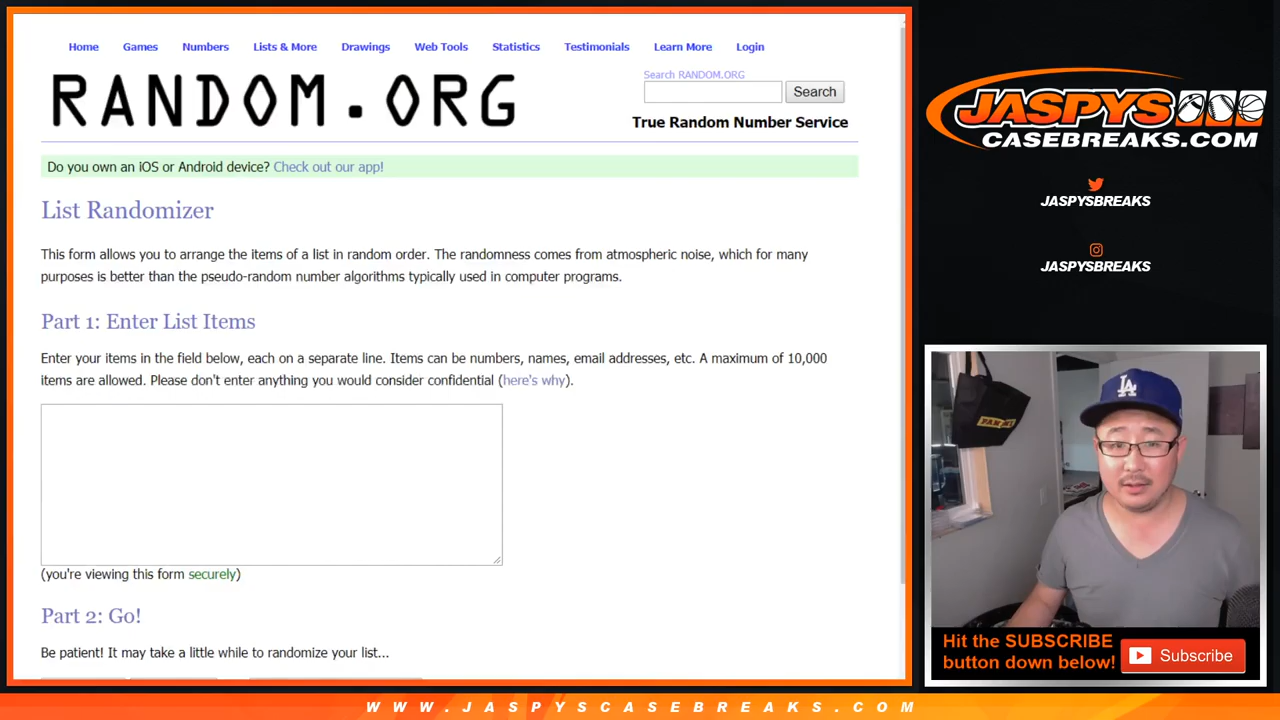 Home Games Numbers Lists & More Drawings Web Tools Statistics Testimonials Learn More Login
RANDOM.ORG
Search RANDOM.ORG
Search
True Random Number Service
Do you own an iOS or Android device? Check out our app!
List Randomizer
This form allows you to arrange the items of a list in random order. The randomness comes from atmospheric noise, which for many
purposes is better than the pseudo-random number algorithms typically used in computer programs.
Part 1: Enter List Items
Enter your items in the field below, each on a separate line. Items can be numbers, names, email addresses, etc. A maximum of 10,000
items are allowed. Please don't enter anything you would consider confidential (here's why).
(you're viewing this form securely)
Part 2: Go!
Be patient! It may take a little while to randomize your list...
JASPYS
CASEBREAKS.COM
JASPYSBREAKS
JASPYSBREAKS
LA
Hit the SUBSCRIBE
button down below!
Subscribe
WWW.JASPYSCASEBREAKS.COM